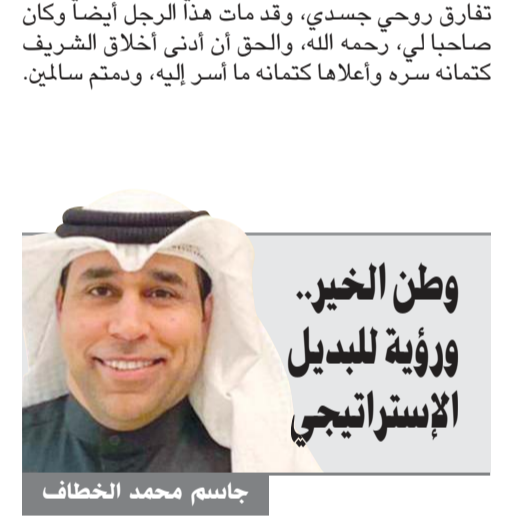 تفارق روحي جسدي، وقد مات هذا الرجل أيضاً وكان
صاحبا لي، رحمه الله، والحق أن أدنى أخلاق الشريف
كتمانه سره وأعلاها كتمانه ما أسر إليه، ودمتم سالمين.
وطن الخير..
ورؤية للبديل
الإستراتيجي
جاسم محمد الخطاف